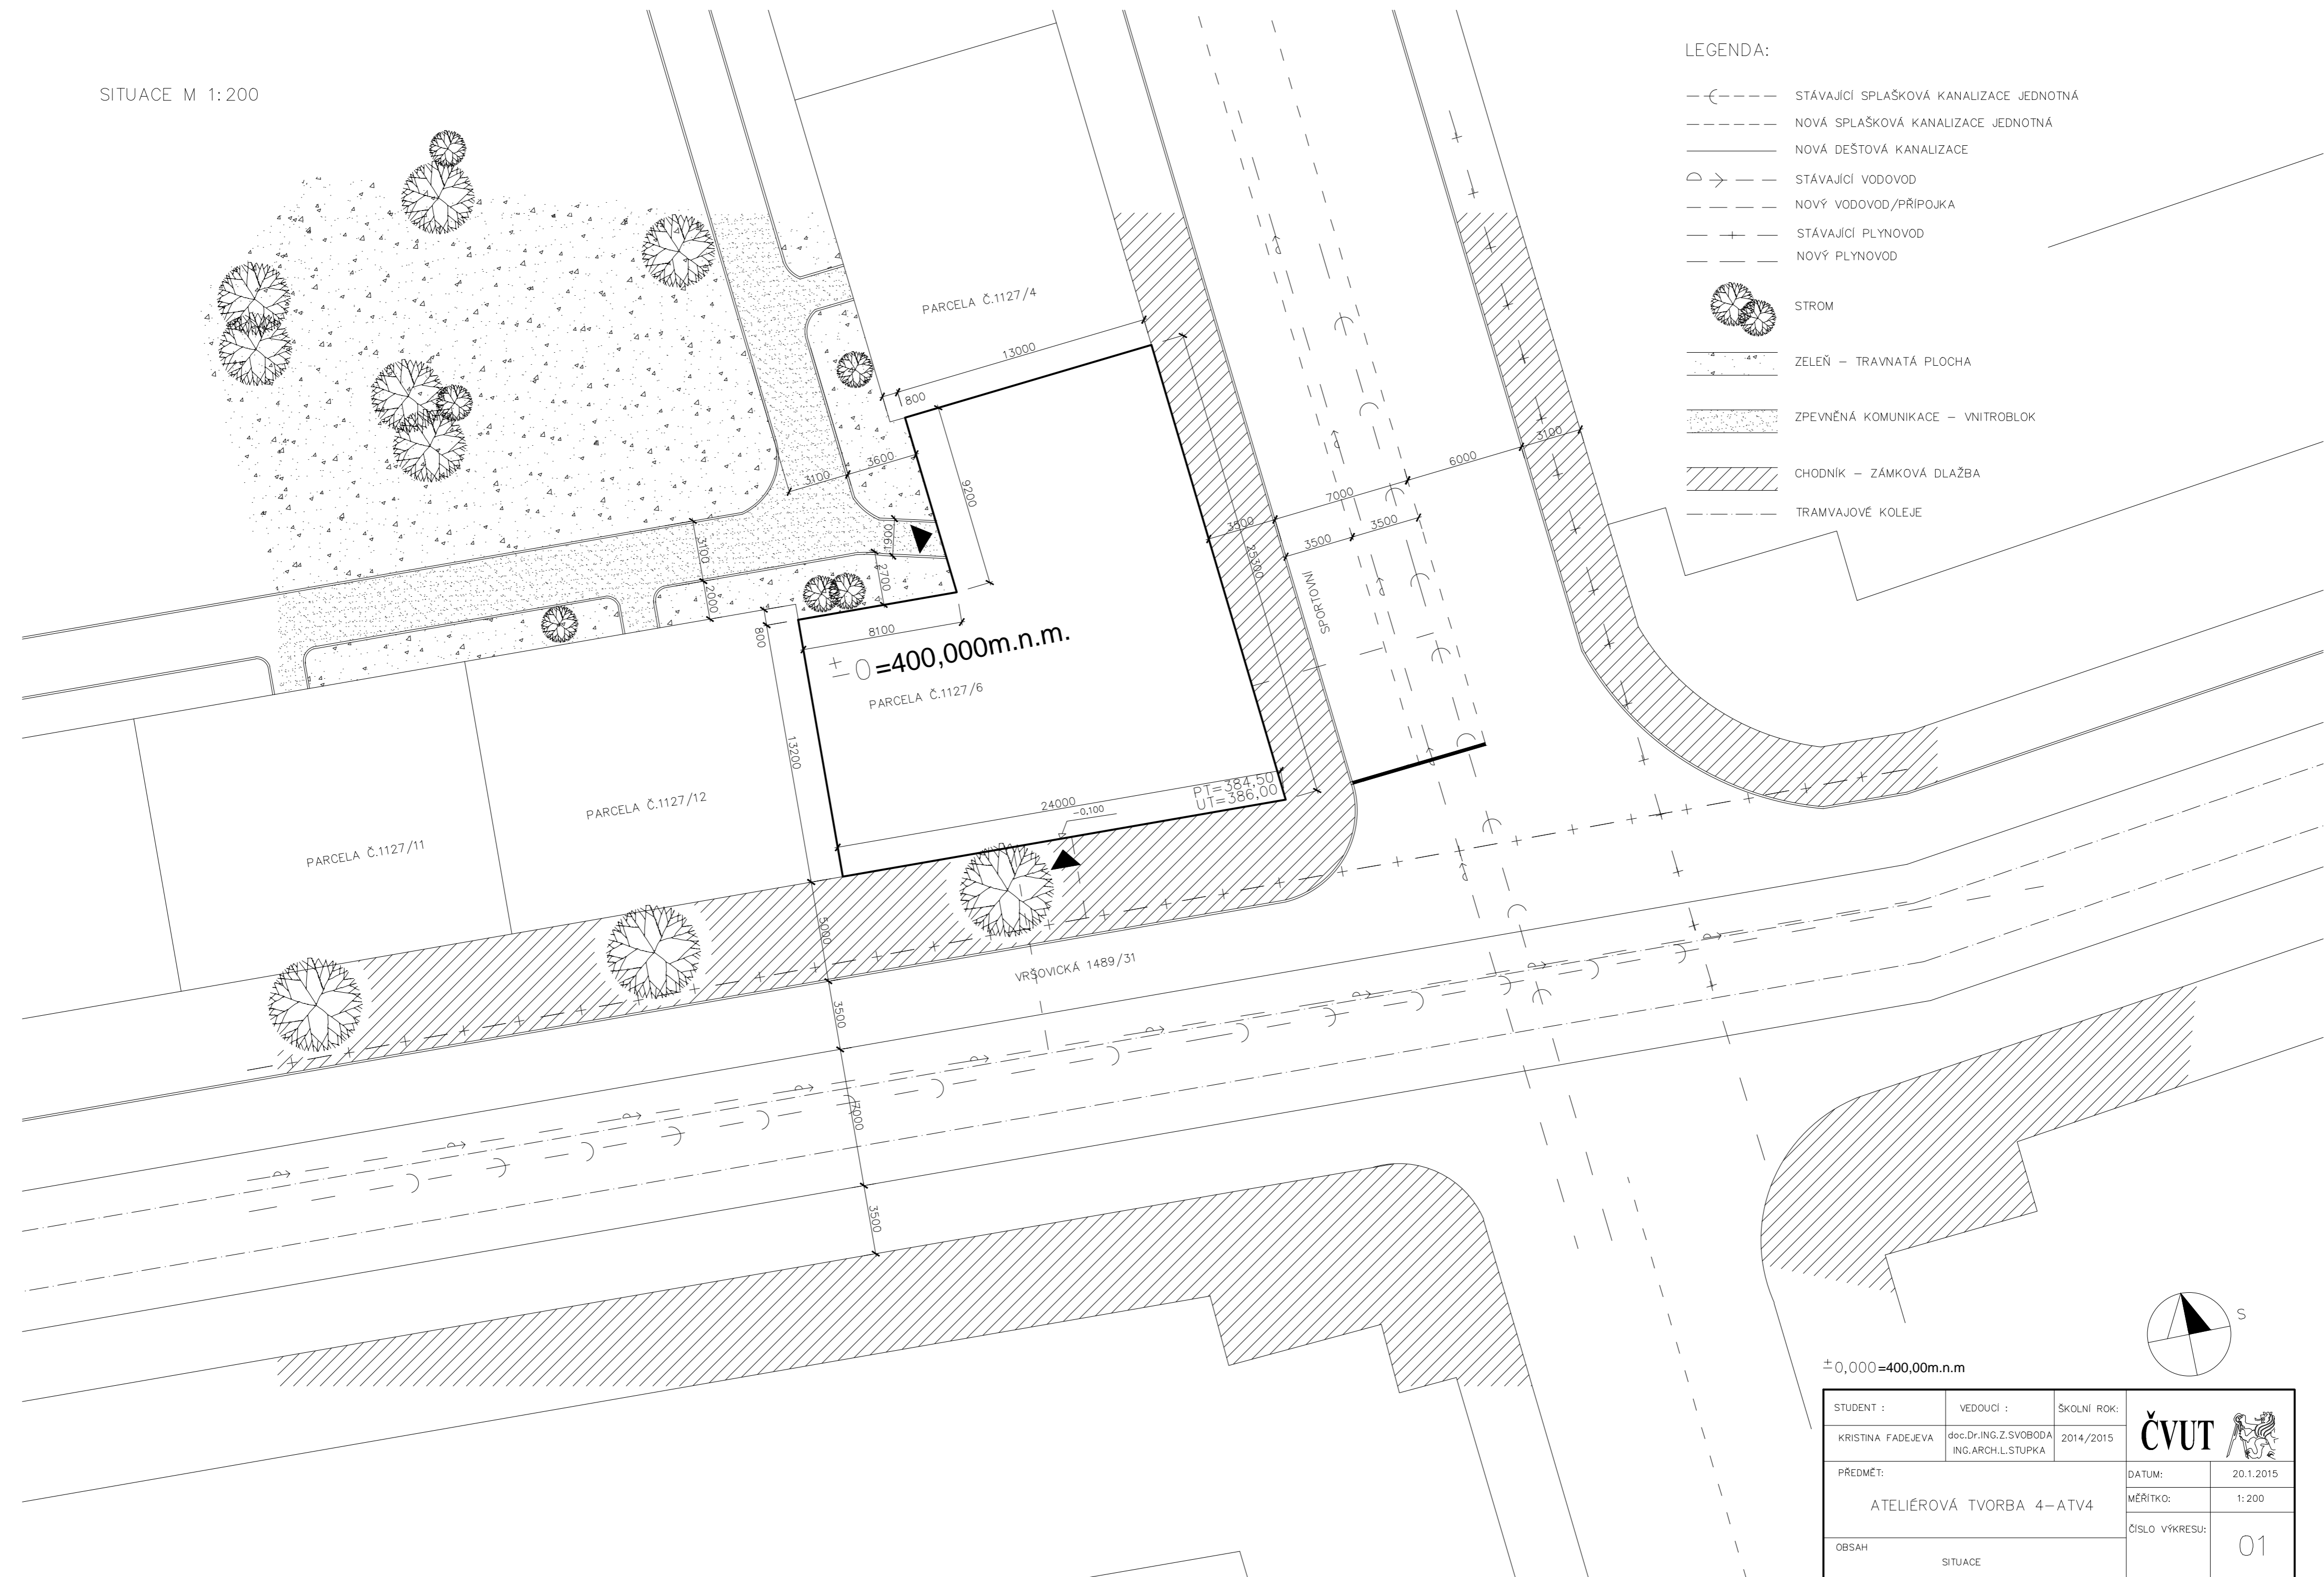 SITUACE M 1:200
LEGENDA:
STÁVAJÍCÍ SPLAŠKOVÁ KANALIZACE JEDNOTNÁ
NOVÁ SPLAŠKOVÁ KANALIZACE JEDNOTNÁ
NOVÁ DEŠTOVÁ KANALIZACE
STÁVAJÍCÍ VODOVOD
NOVÝ VODOVOD/PŘÍPOJKA
STÁVAJÍCÍ PLYNOVOD
NOVÝ PLYNOVOD
STROM
ZELEŇ – TRAVNATÁ PLOCHA
ZPEVNĚNÁ KOMUNIKACE – VNITROBLOK
CHODNÍK – ZÁMKOVÁ DLAŽBA
TRAMVAJOVÉ KOLEJE
PARCELA Č.1127/4
13000
800
3600
3100
9200
1600
3100
2700
2000
800
8100
±0=400,000m.n.m.
PARCELA Č.1127/6
3100
6000
7000
3500
3500
3500
25300
SPORTOVNÍ
13200
24000
PT=384,50
UT=386,00
-0,100
PARCELA Č.1127/12
PARCELA Č.1127/11
5000
VRŠOVICKÁ 1489/31
3500
7000
3500
S
±0,000=400,00m.n.m
STUDENT :
VEDOUCÍ :
ŠKOLNÍ ROK:
KRISTINA FADEJEVA
doc.Dr.ING.Z.SVOBODA
ING.ARCH.L.STUPKA
2014/2015
ČVUT
PŘEDMĚT:
ATELIÉROVÁ TVORBA 4–ATV4
DATUM:
20.1.2015
MĚŘÍTKO:
1:200
ČÍSLO VÝKRESU:
01
OBSAH
SITUACE